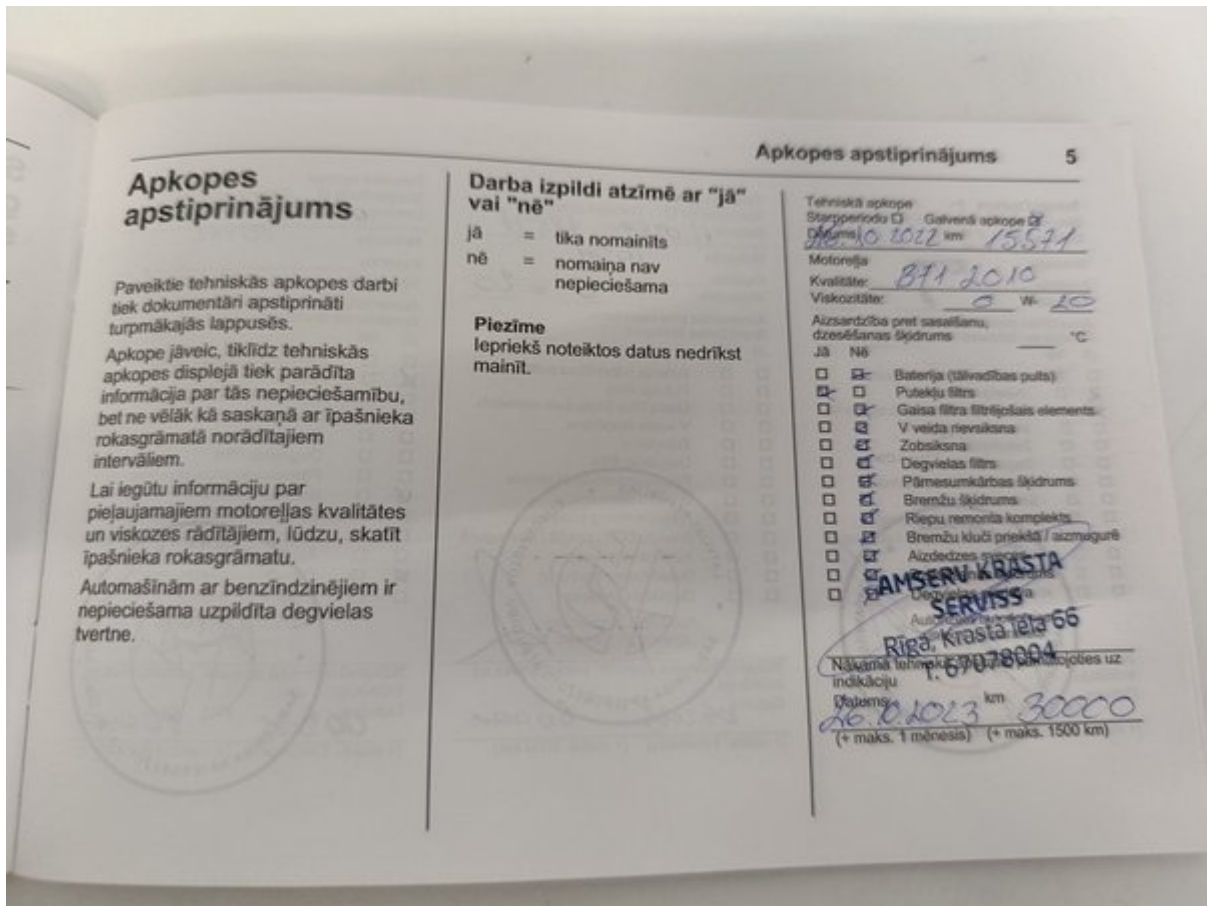 Apkopes apstiprinājums 5
Apkopes
apstiprinājums
Paveiktie tehniskās apkopes darbi
tiek dokumentāri apstiprināti
turpmākajās lappusēs.
Apkope jāveic, tiklīdz tehniskās
apkopes displejā tiek parādīta
informācija par tās nepieciešamību,
bet ne vēlāk kā saskaņā ar īpašnieka
rokasgrāmatā norādītajiem
intervāliem.
Lai iegūtu informāciju par
pieļaujamajiem motoreļļas kvalitātes
un viskozes rādītājiem, lūdzu, skatīt
īpašnieka rokasgrāmatu.
Automašīnām ar benzīndzinējiem ir
nepieciešama uzpildīta degvielas
tvertne.
Darba izpildi atzīmē ar "jā"
vai "nē"
jā = tika nomainīts
nē = nomaiņa nav
nepieciešama
Piezīme
Iepriekš noteiktos datus nedrīkst
mainīt.
Tehniskā apkope
Starpperiodu Galvenā apkope
Datums 10 2022 km 15571
Motoreļļa
Kvalitāte: B71 2010
Viskozitāte: 0 W- 20
Aizsardzība pret sasalšanu,
dzesēšanas šķidrums °C
Jā Nē
Baterija (tālvadības pults)
Putekļu filtrs
Gaisa filtra filtrējošais elements
V veida rievsiksna
Zobsiksna
Degvielas filtrs
Pārnesumkārbas šķidrums
Bremžu šķidrums
Riepu remonta komplekts
Bremžu kluči priekšā / aizmugurē
Aizdedzes sveces
AMSERV KRASTA
SERVISS
Rīga, Krasta iela 66
T. 67078004
Nākamā uz
indikāciju
Datums km
26.10.2023 30000
(+ maks. 1 mēnesis) (+ maks. 1500 km)